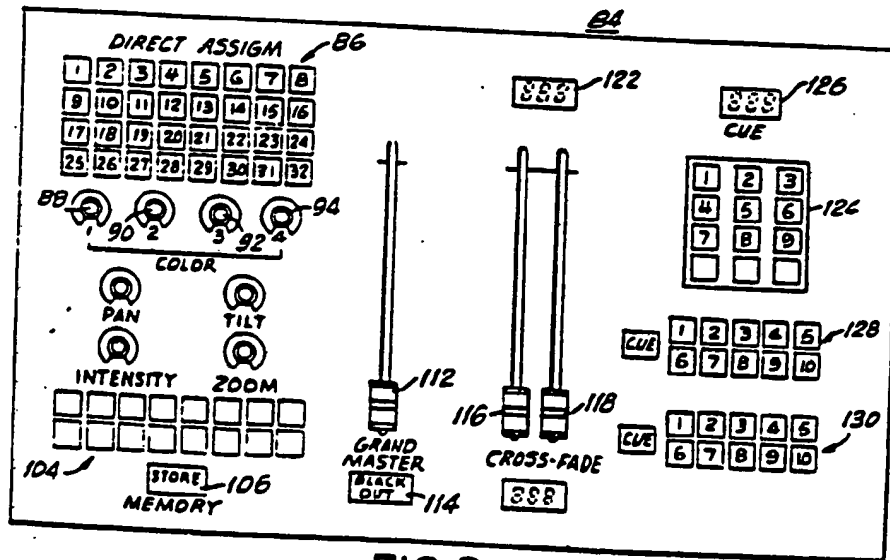 84
DIRECT ASSIGM
86
1 2 3 4 5 6 7 8
9 10 11 12 13 14 15 16
17 18 19 20 21 22 23 24
25 26 27 28 29 30 31 32
88
90
92
94
1 2 3 4
COLOR
PAN
TILT
INTENSITY
ZOOM
104
STORE
106
MEMORY
112
GRAND
MASTER
BLACK
OUT
114
888
122
116
118
CROSS-FADE
888
888
126
CUE
1 2 3
4 5 6
7 8 9
126
CUE
1 2 3 4 5
6 7 8 9 10
128
CUE
1 2 3 4 5
6 7 8 9 10
130